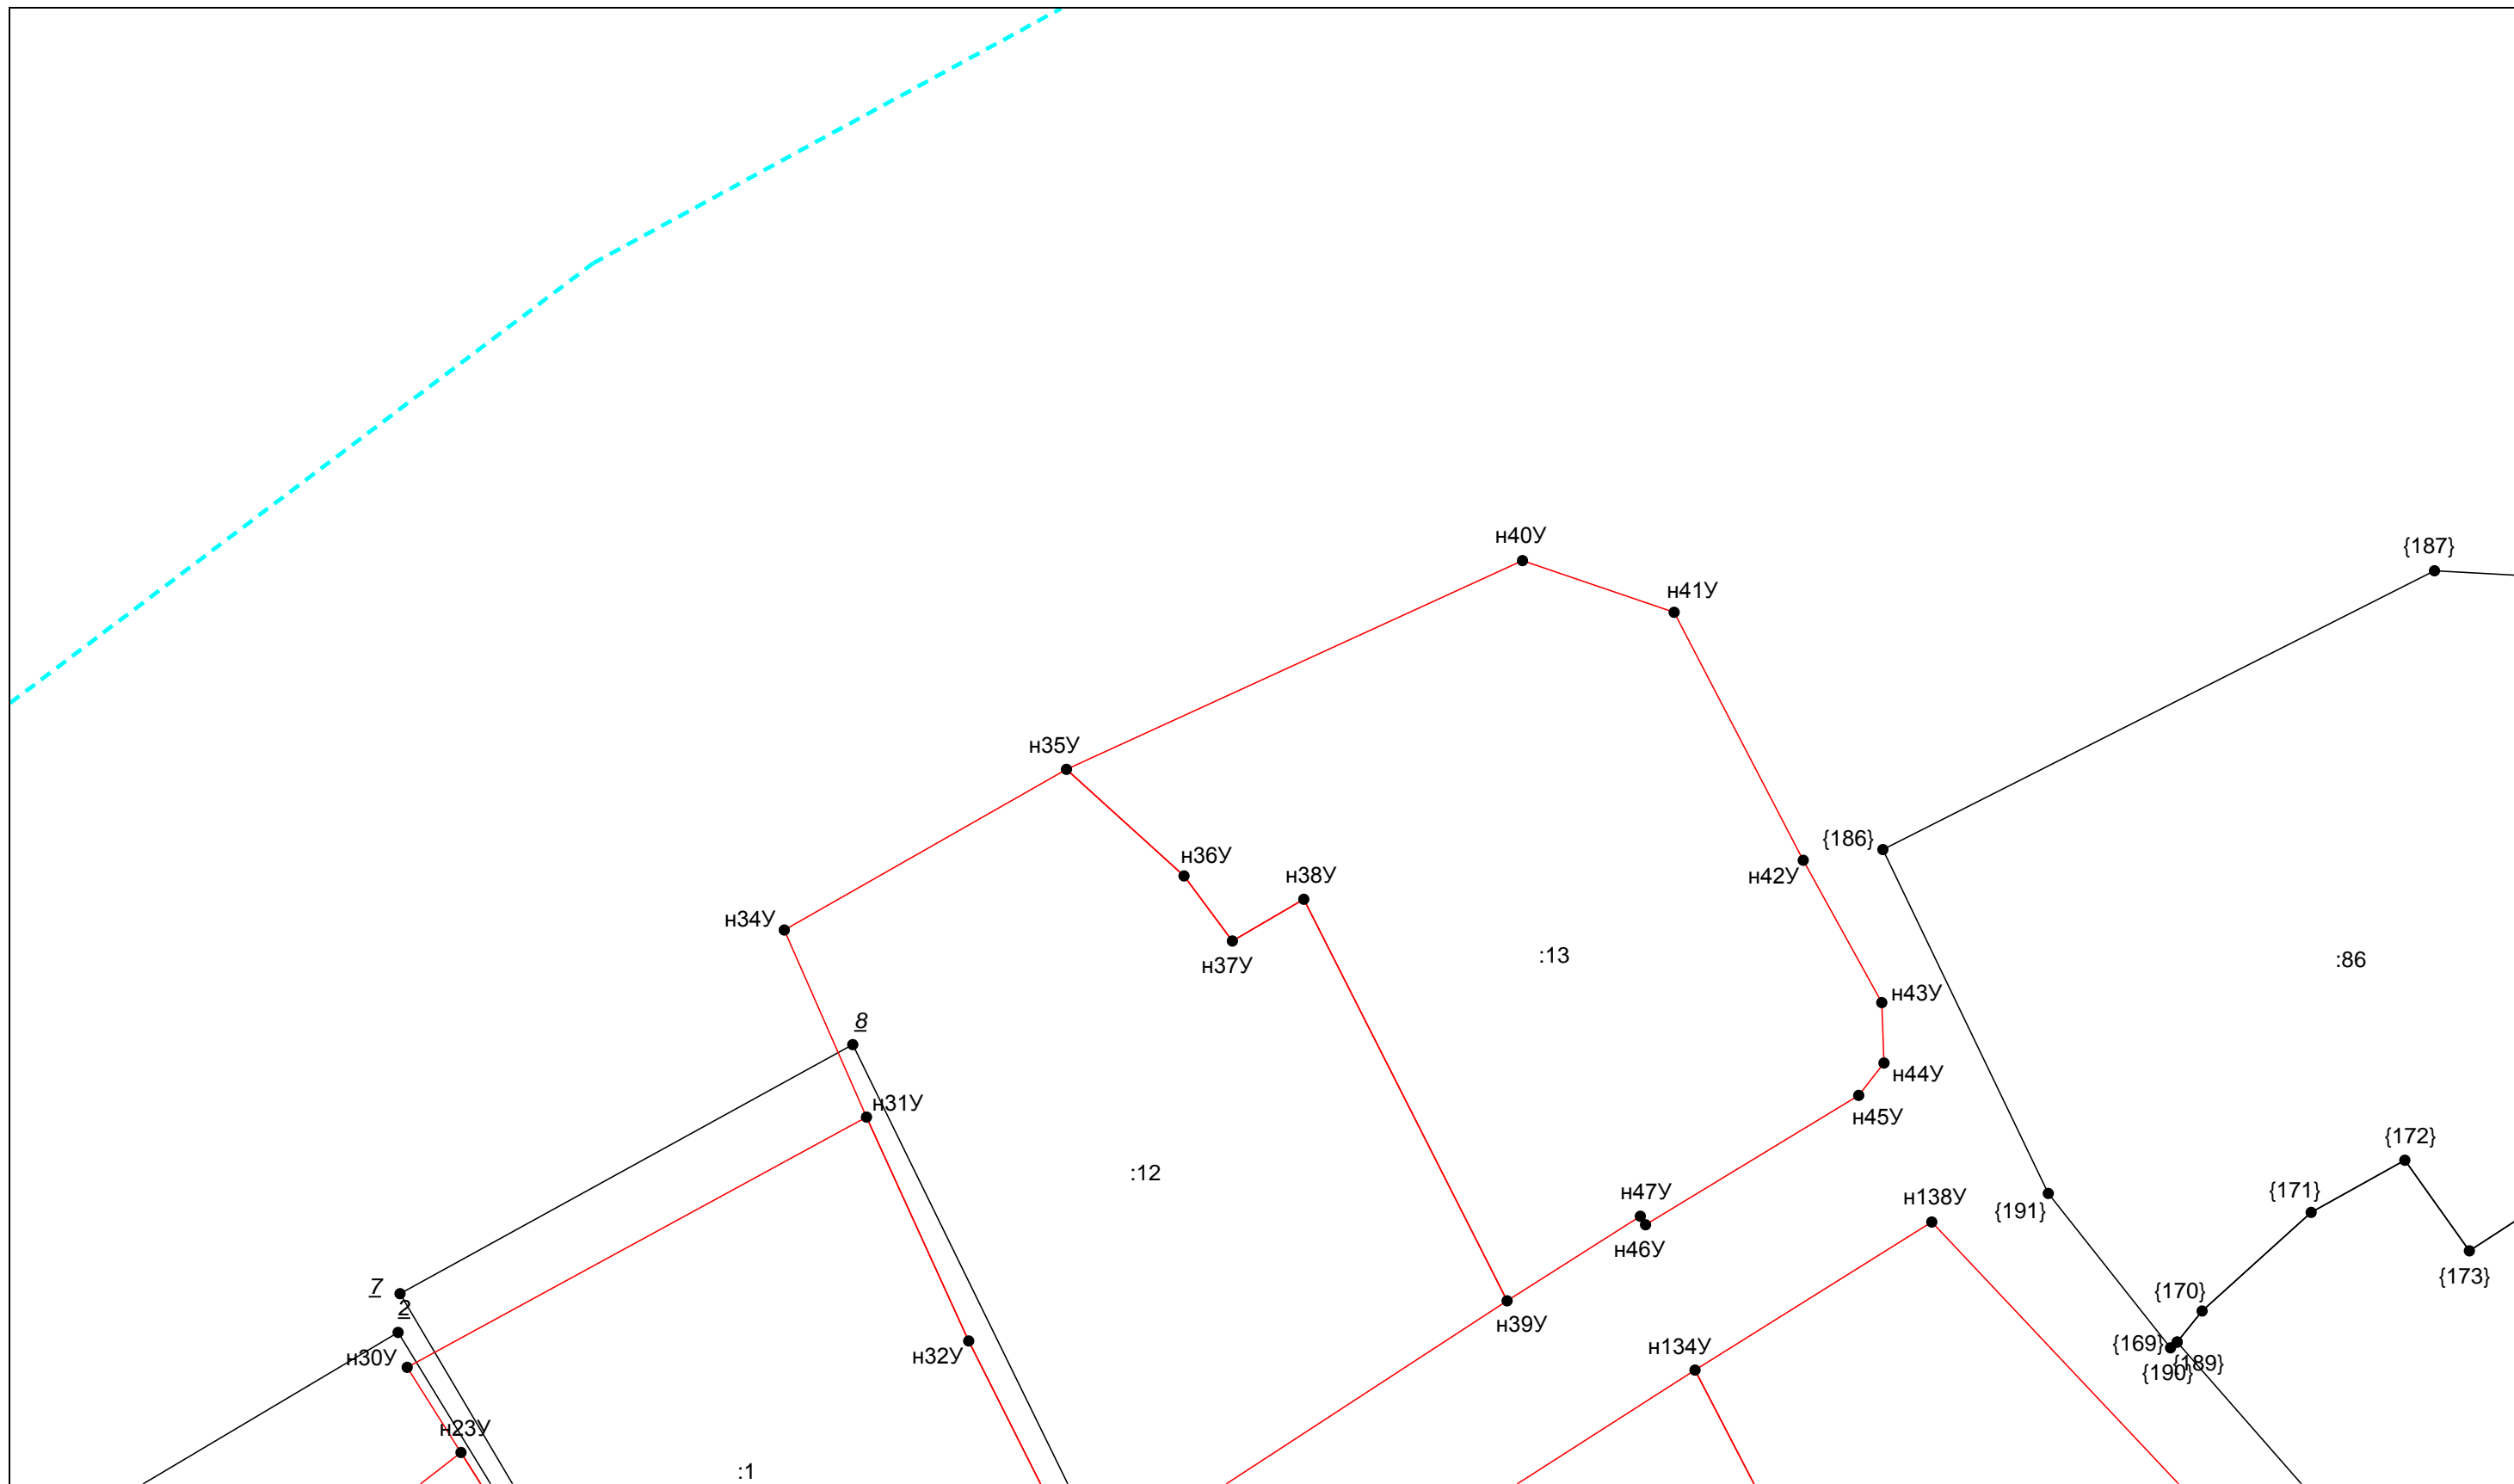 н40У
{187}
н41У
н35У
{186}
н36У
н38У
н42У
н34У
:13
:86
н37У
н43У
8
н44У
н31У
н45У
{172}
:12
н47У
{171}
н138У
{191}
н46У
{173}
7
{170}
2
н39У
{169}
н134У
н32У
н30У
{189}
{190}
н23У
:1